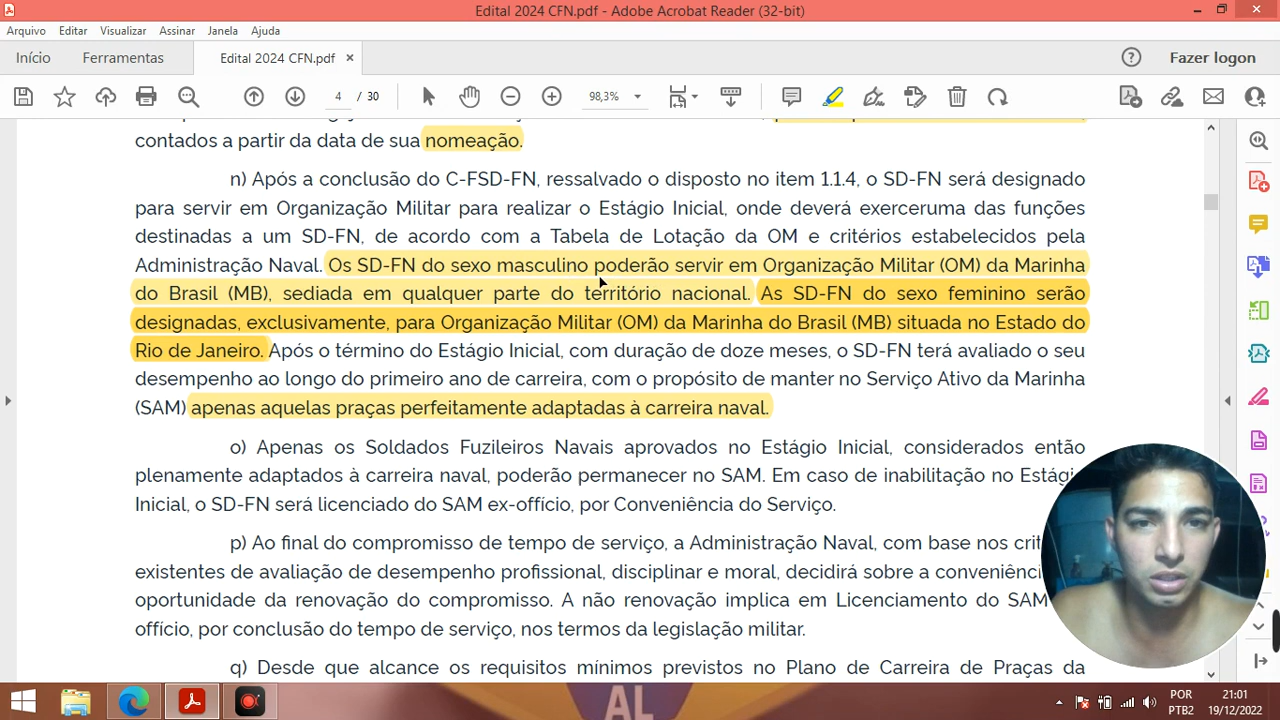 Edital 2024 CFN.pdf - Adobe Acrobat Reader (32-bit)
Arquivo Editar Visualizar Assinar Janela Ajuda
Início Ferramentas Edital 2024 CFN.pdf × Fazer logon
4 / 30 98,3%
contados a partir da data de sua nomeação.
n) Após a conclusão do C-FSD-FN, ressalvado o disposto no item 1.1.4, o SD-FN será designado
para servir em Organização Militar para realizar o Estágio Inicial, onde deverá exerceruma das funções
destinadas a um SD-FN, de acordo com a Tabela de Lotação da OM e critérios estabelecidos pela
Administração Naval. Os SD-FN do sexo masculino poderão servir em Organização Militar (OM) da Marinha
do Brasil (MB), sediada em qualquer parte do território nacional. As SD-FN do sexo feminino serão
designadas, exclusivamente, para Organização Militar (OM) da Marinha do Brasil (MB) situada no Estado do
Rio de Janeiro. Após o término do Estágio Inicial, com duração de doze meses, o SD-FN terá avaliado o seu
desempenho ao longo do primeiro ano de carreira, com o propósito de manter no Serviço Ativo da Marinha
(SAM) apenas aquelas praças perfeitamente adaptadas à carreira naval.
o) Apenas os Soldados Fuzileiros Navais aprovados no Estágio Inicial, considerados então
plenamente adaptados à carreira naval, poderão permanecer no SAM. Em caso de inabilitação no Estágio
Inicial, o SD-FN será licenciado do SAM ex-offício, por Conveniência do Serviço.
p) Ao final do compromisso de tempo de serviço, a Administração Naval, com base nos
existentes de avaliação de desempenho profissional, disciplinar e moral, decidirá sobre a
oportunidade da renovação do compromisso. A não renovação implica em Licenciamento do SAM
offício, por conclusão do tempo de serviço, nos termos da legislação militar.
q) Desde que alcance os requisitos mínimos previstos no Plano de Carreira de Praças da
AL
POR 21:01
PTB2 19/12/2022